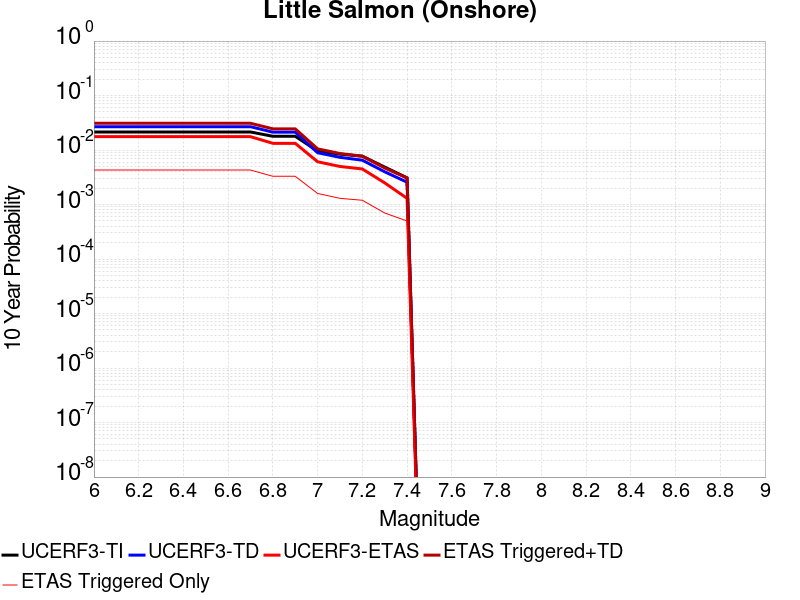 Little Salmon (Onshore)
10^0
10^-1
10^-2
10^-3
10^-4
10^-5
10^-6
10^-7
10^-8
10 Year Probability
6 6.2 6.4 6.6 6.8 7 7.2 7.4 7.6 7.8 8 8.2 8.4 8.6 8.8 9
Magnitude
UCERF3-TI UCERF3-TD UCERF3-ETAS ETAS Triggered+TD
ETAS Triggered Only